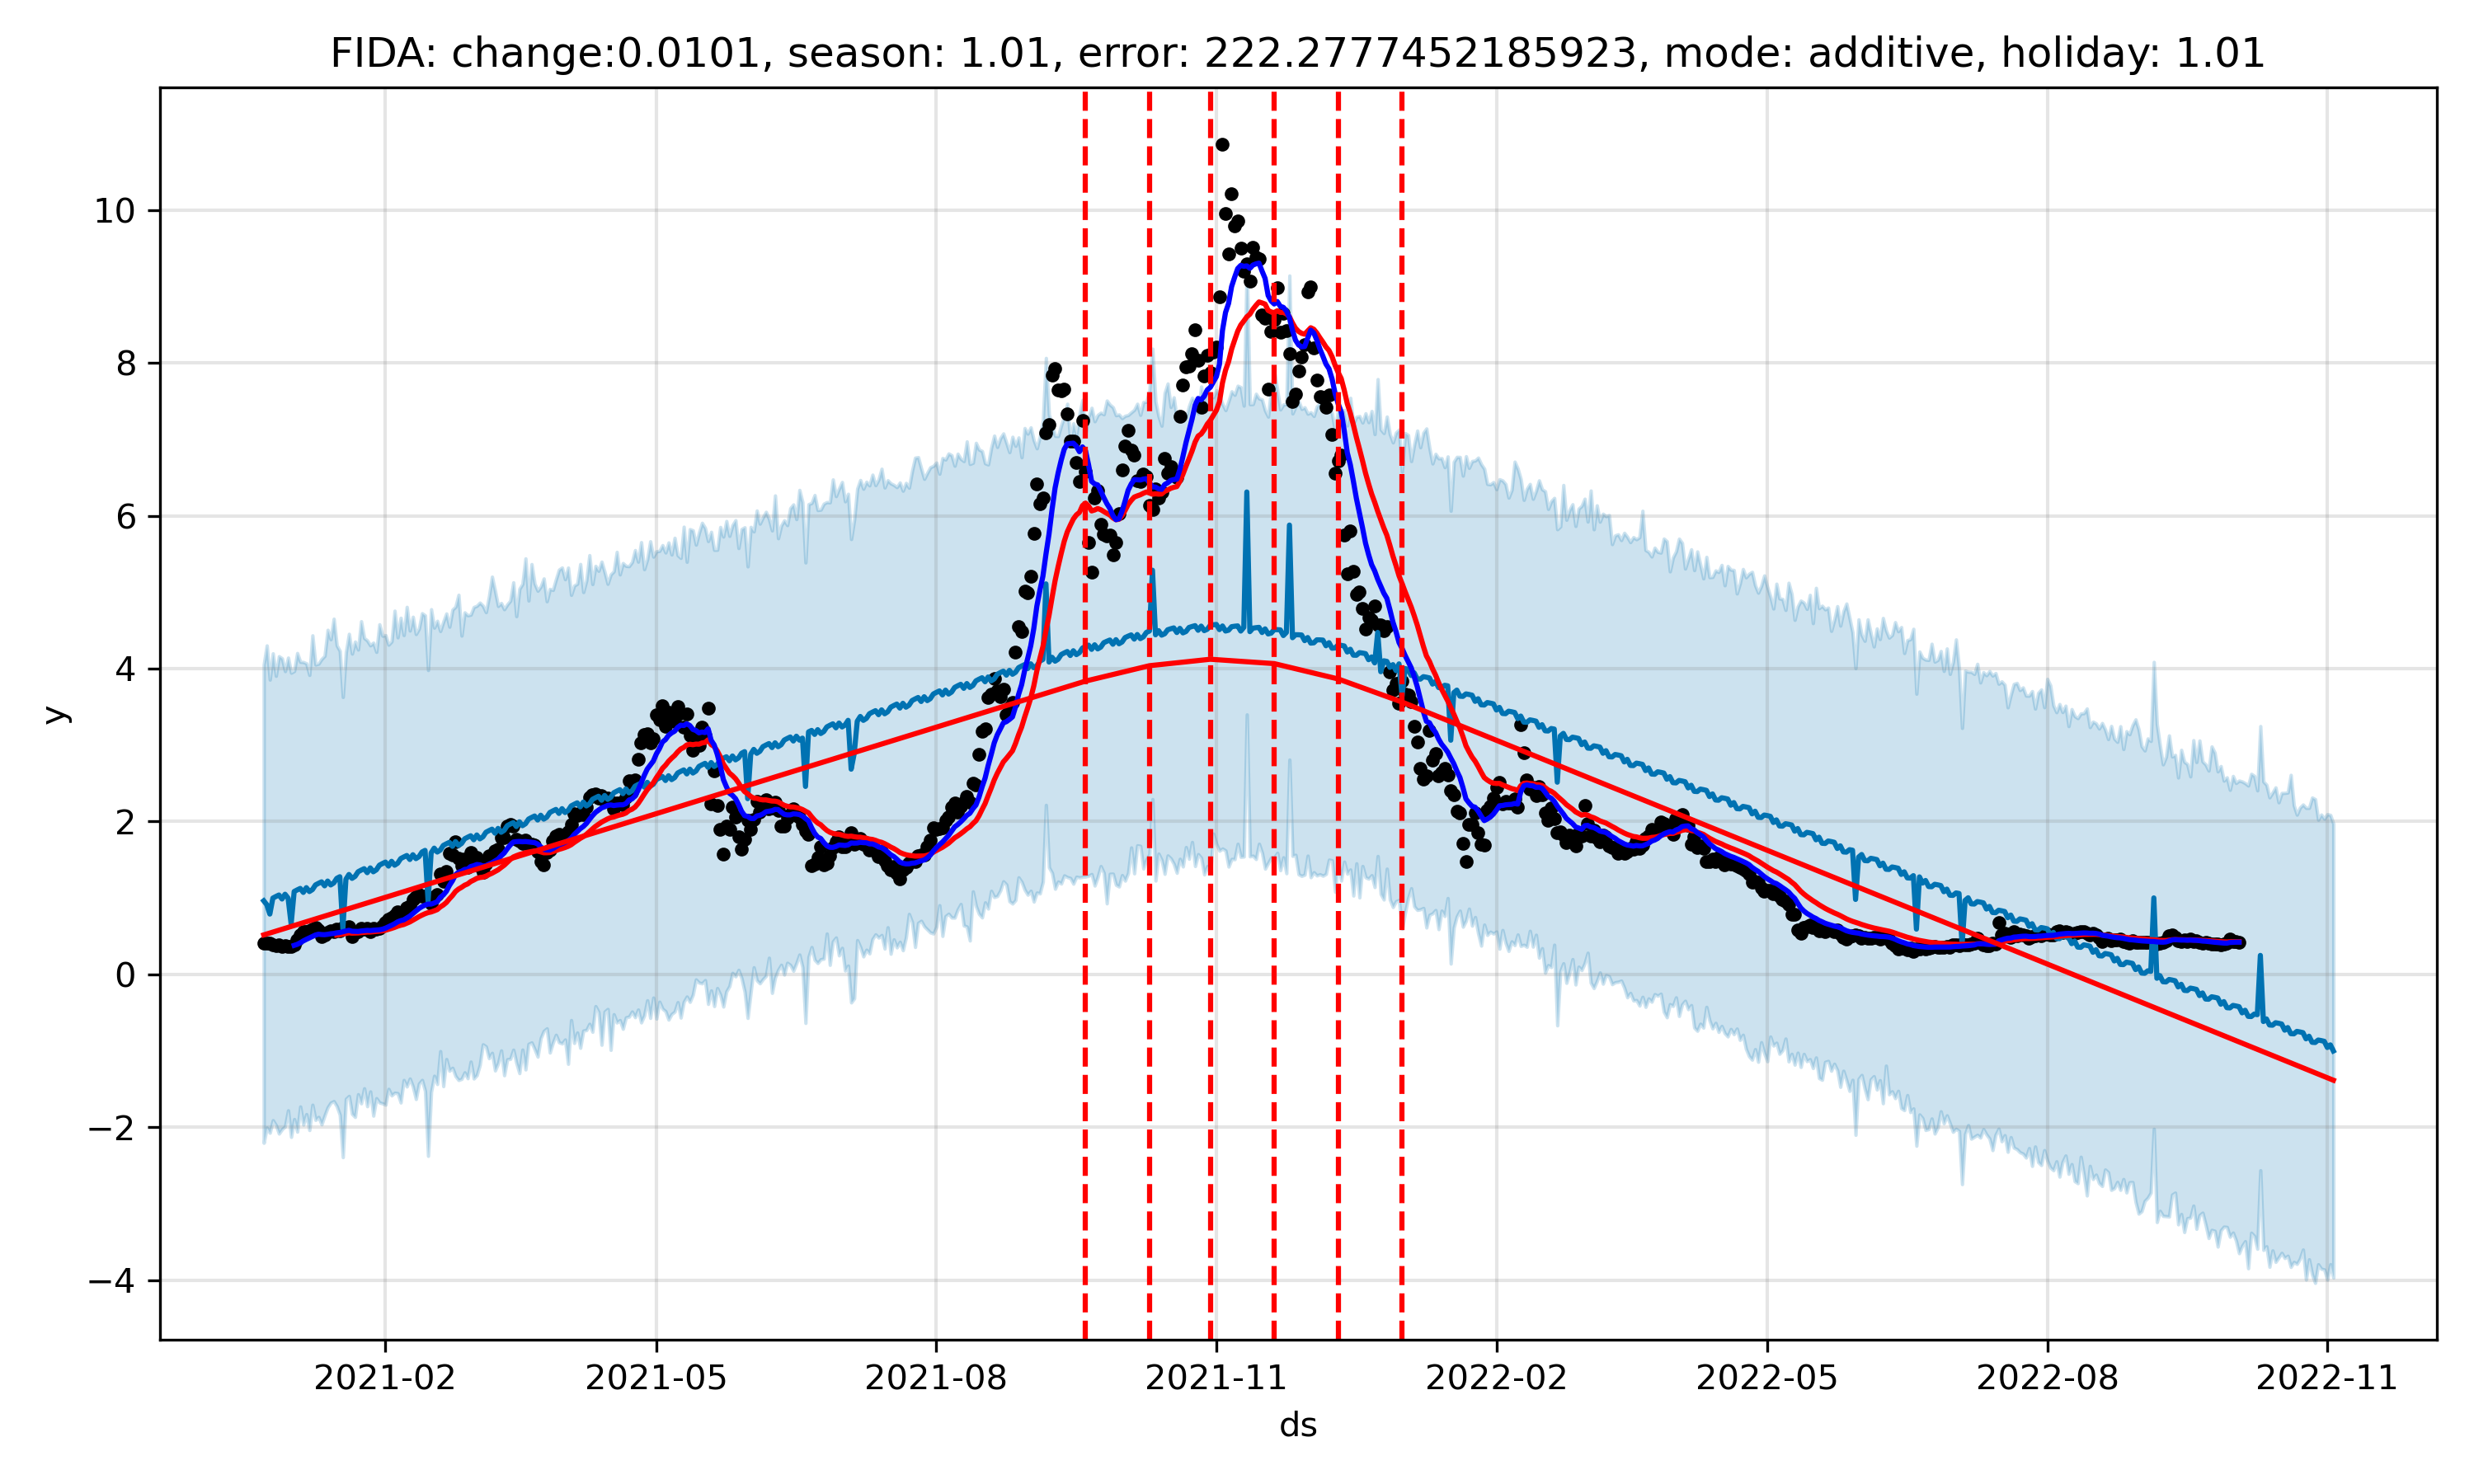 FIDA: change:0.0101, season: 1.01, error: 222.2777452185923, mode: additive, holiday: 1.01
10
8
6
4
2
0
−2
−4
y
2021-02 2021-05 2021-08 2021-11 2022-02 2022-05 2022-08 2022-11
ds